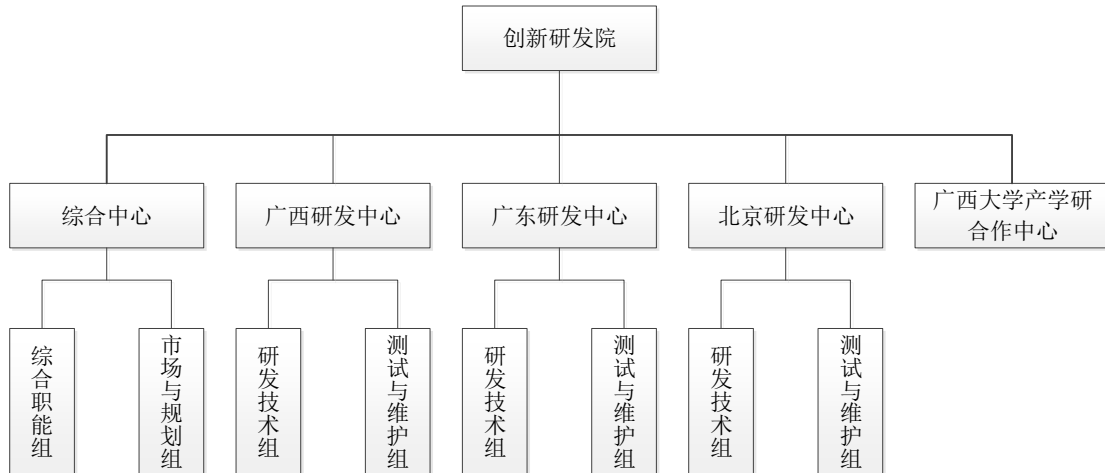 创新研发院
综合中心
广西研发中心
广东研发中心
北京研发中心
广西大学产学研
合作中心
综合职能组
市场与规划组
研发技术组
测试与维护组
研发技术组
测试与维护组
研发技术组
测试与维护组